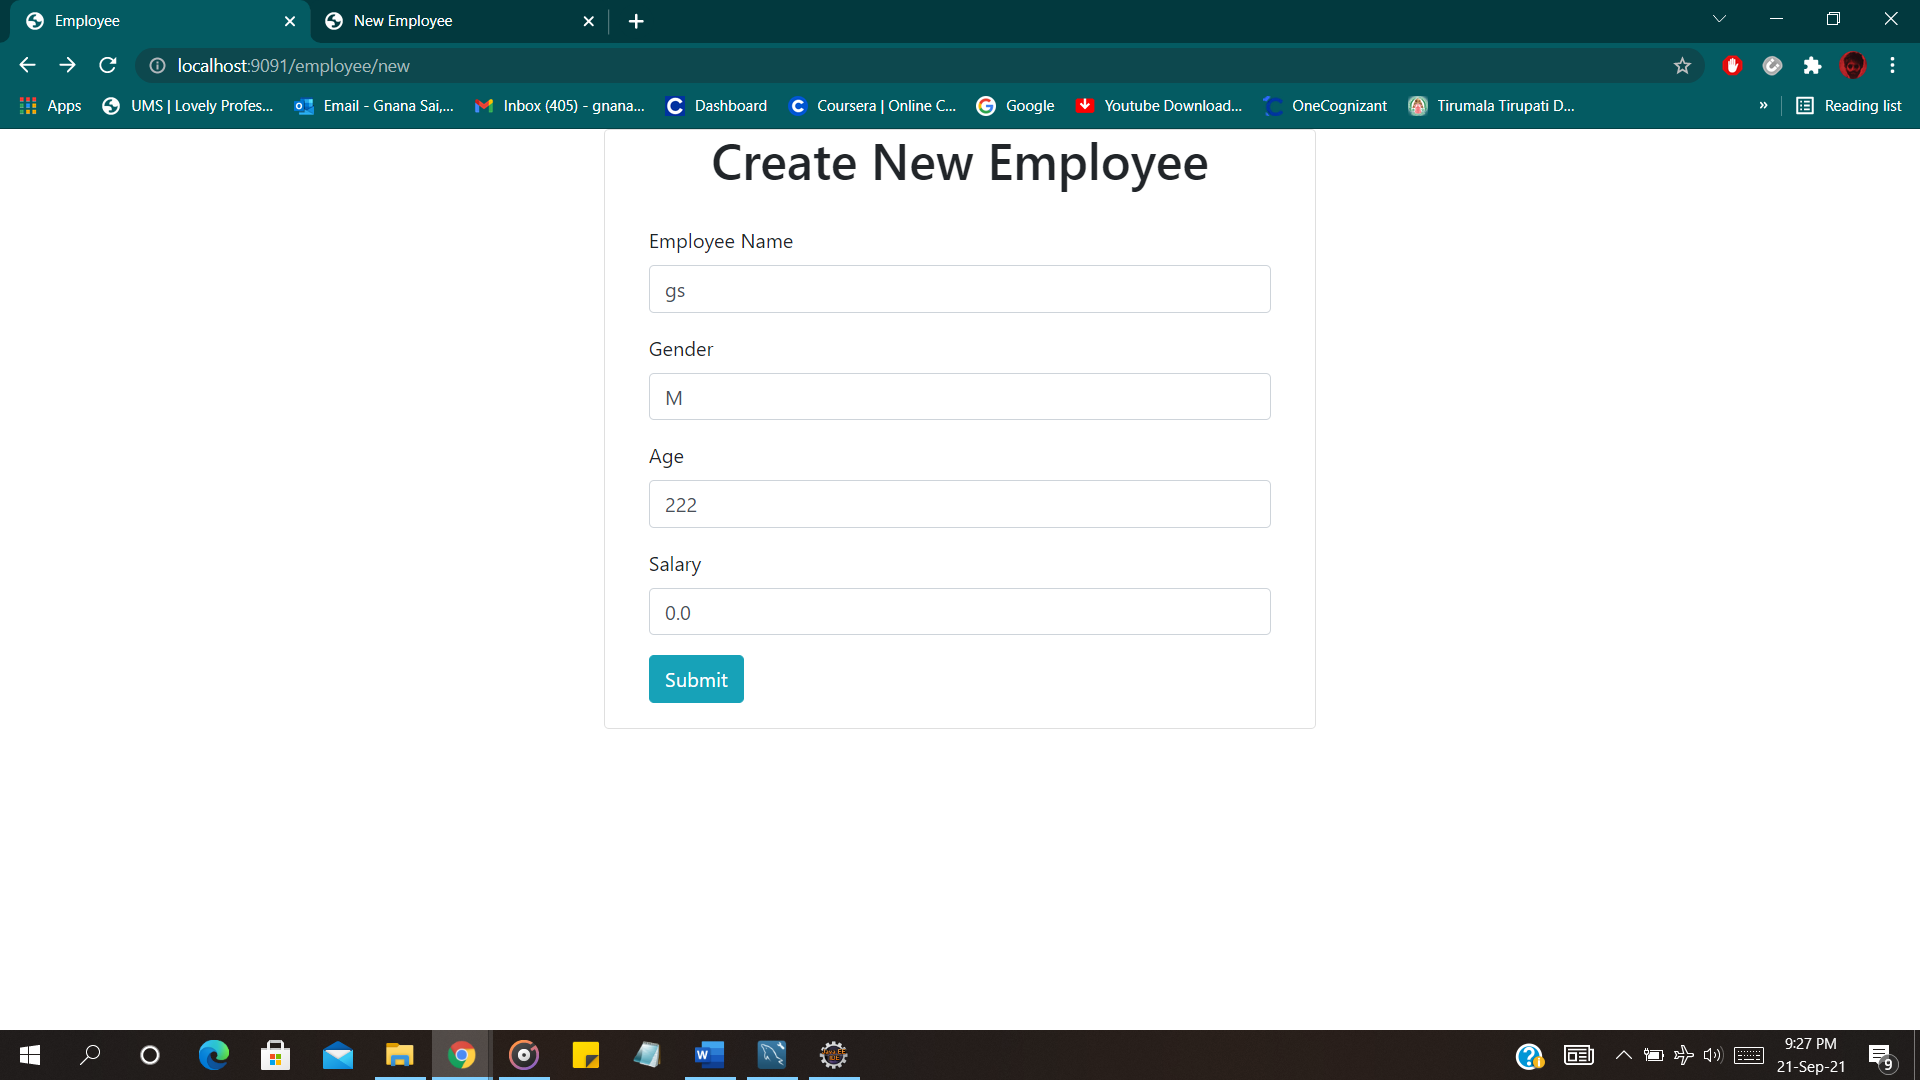 Employee
New Employee
localhost:9091/employee/new
Apps
UMS | Lovely Profes...
Email - Gnana Sai,...
Inbox (405) - gnana...
Dashboard
Coursera | Online C...
Google
Youtube Download...
OneCognizant
Tirumala Tirupati D...
»
Reading list
Create New Employee
Employee Name
gs
Gender
M
Age
222
Salary
0.0
Submit
9:27 PM
21-Sep-21
9